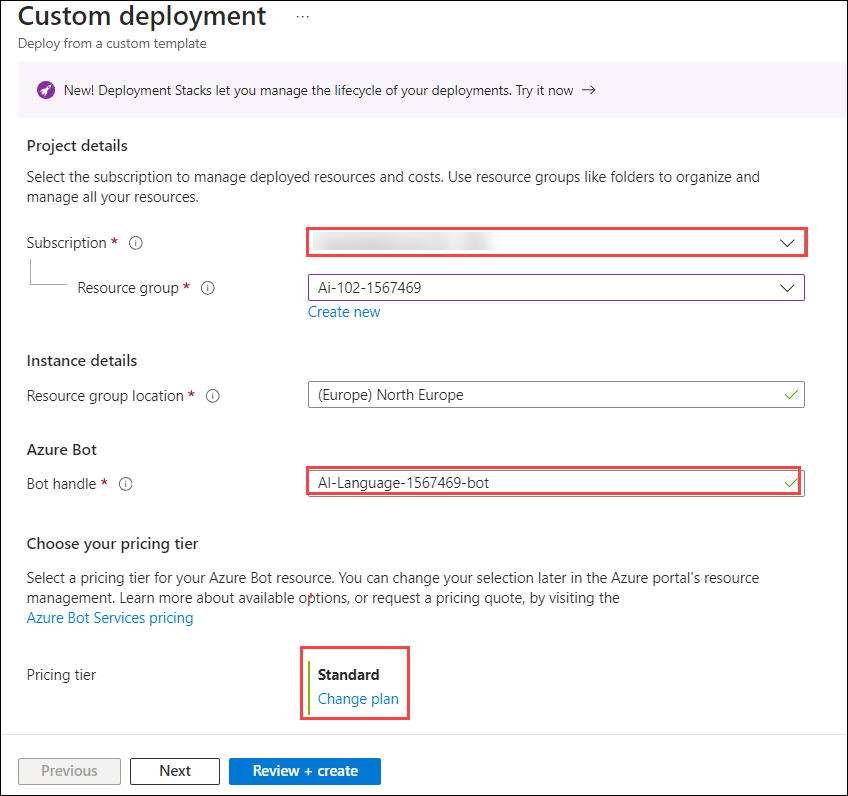 Custom deployment ...
Deploy from a custom template
New! Deployment Stacks let you manage the lifecycle of your deployments. Try it now →
Project details
Select the subscription to manage deployed resources and costs. Use resource groups like folders to organize and
manage all your resources.
Subscription *
Resource group * Ai-102-1567469
Create new
Instance details
Resource group location * (Europe) North Europe
Azure Bot
Bot handle * AI-Language-1567469-bot
Choose your pricing tier
Select a pricing tier for your Azure Bot resource. You can change your selection later in the Azure portal's resource
management. Learn more about available options, or request a pricing quote, by visiting the
Azure Bot Services pricing
Pricing tier Standard
Change plan
Previous Next Review + create